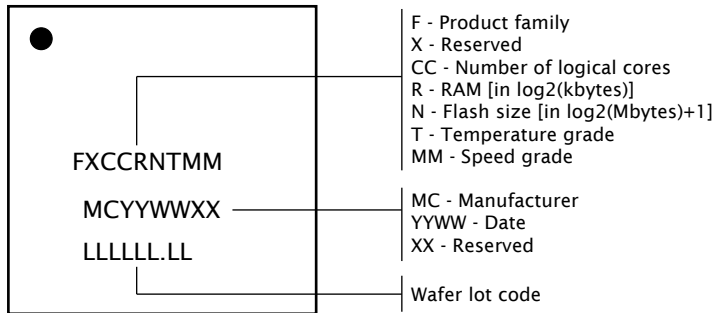 FXCCRNTMM
MCYYWWXX
LLLLLL.LL
F - Product family
X - Reserved
CC - Number of logical cores
R - RAM [in log2(kbytes)]
N - Flash size [in log2(Mbytes)+1]
T - Temperature grade
MM - Speed grade
MC - Manufacturer
YYWW - Date
XX - Reserved
Wafer lot code